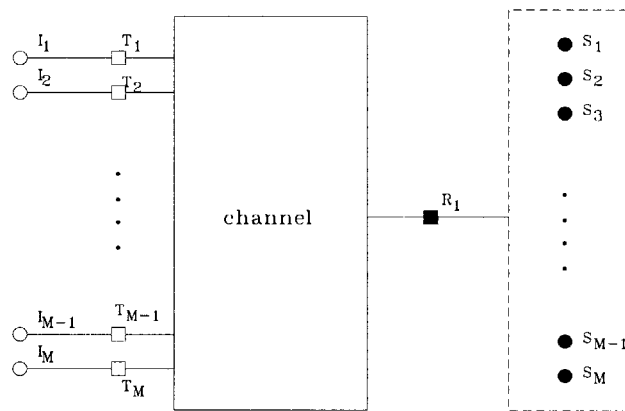 I1 T1
I2 T2
IM−1 TM−1
IM TM
channel
R1
S1
S2
S3
SM−1
SM